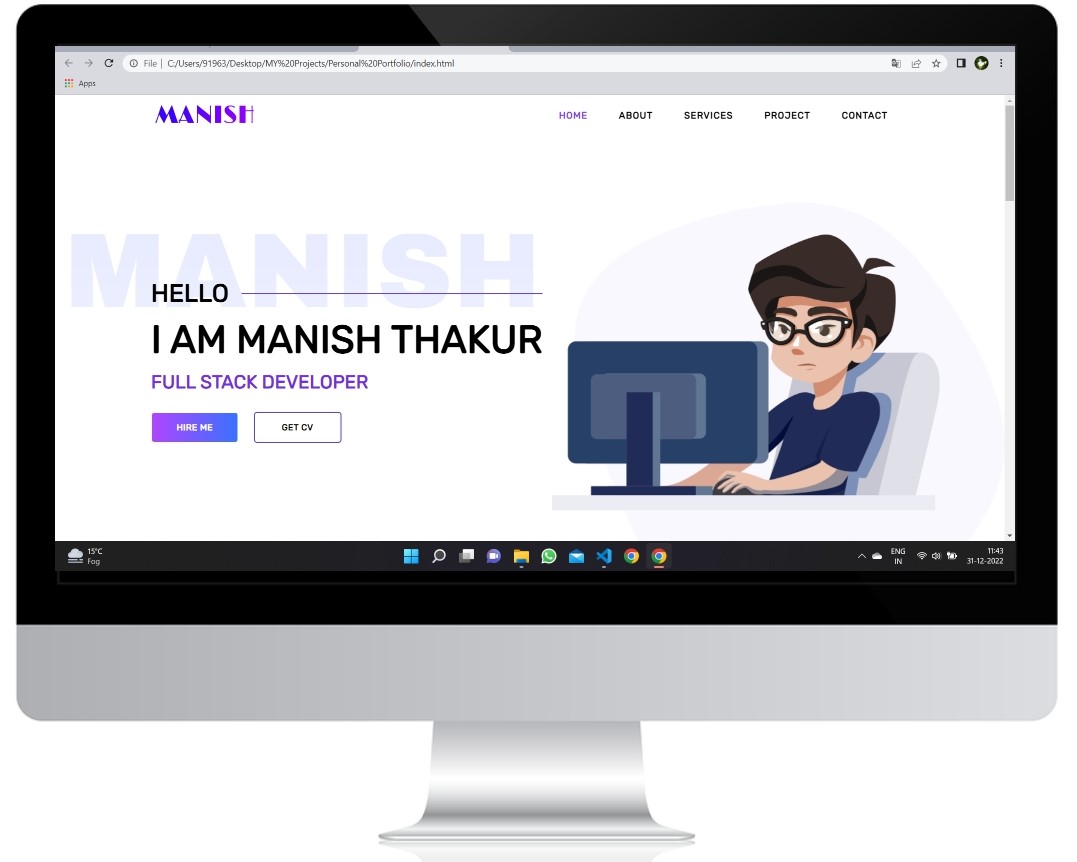 File | C:/Users/91963/Desktop/MY%20Projects/Personal%20Portfolio/index.html
Apps
MANISH
HOME ABOUT SERVICES PROJECT CONTACT
MANISH
HELLO
I AM MANISH THAKUR
FULL STACK DEVELOPER
HIRE ME GET CV
15°C
Fog
ENG
IN
11:43
31-12-2022